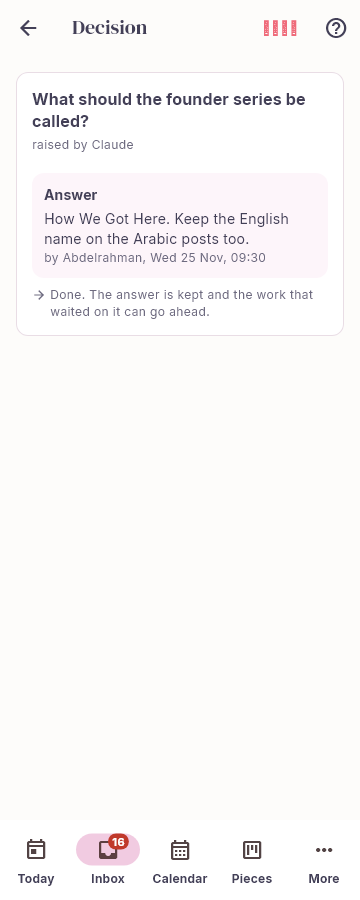 Decision
What should the founder series be
called?
raised by Claude
Answer
How We Got Here. Keep the English
name on the Arabic posts too.
by Abdelrahman, Wed 25 Nov, 09:30
→ Done. The answer is kept and the work that
waited on it can go ahead.
16
Today
Inbox
Calendar
Pieces
More